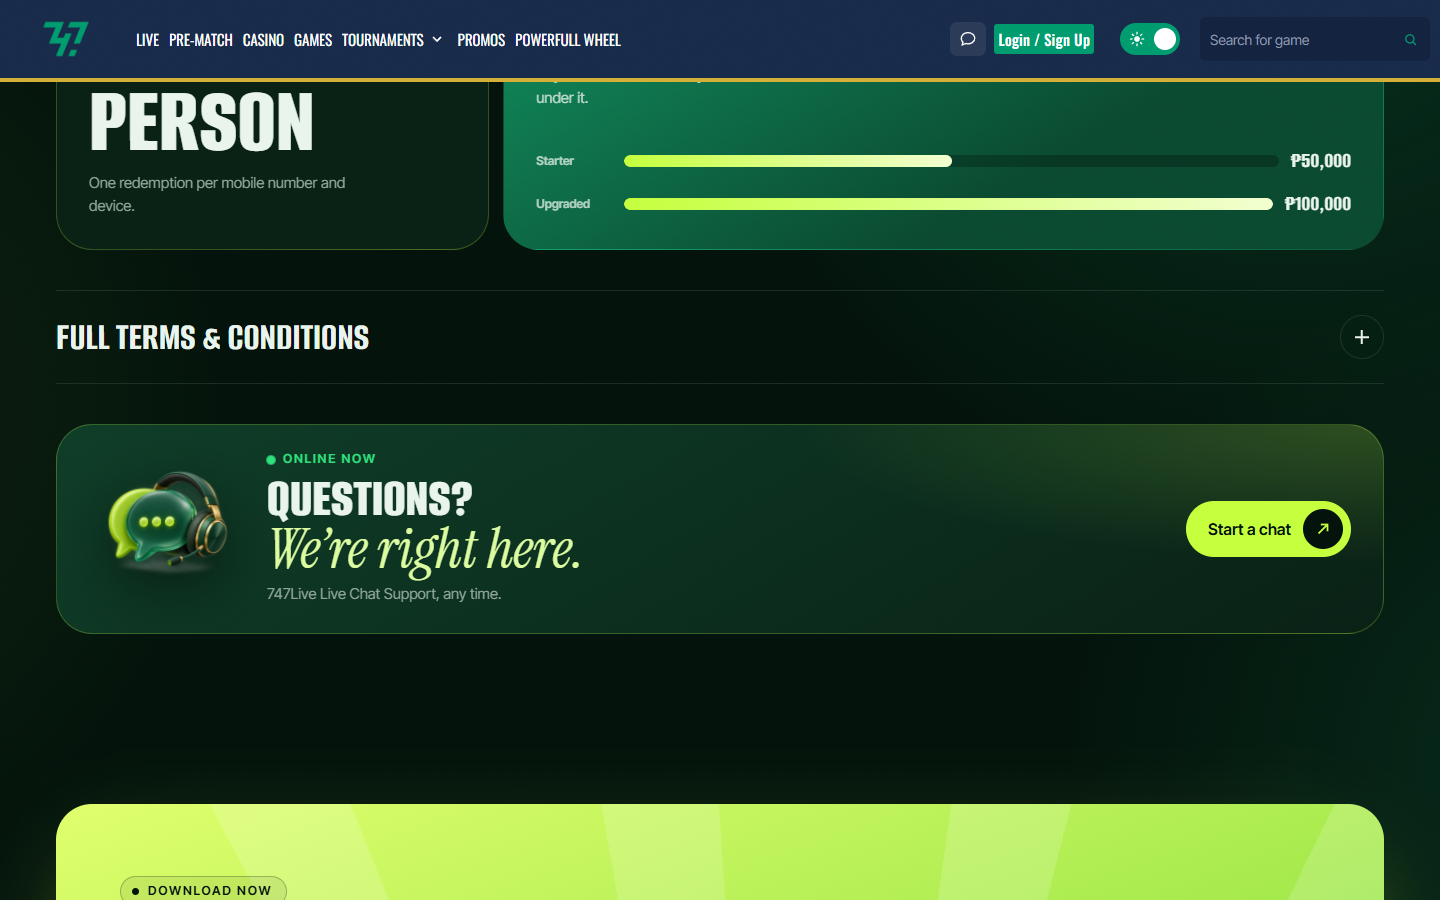 747
LIVE PRE-MATCH CASINO GAMES TOURNAMENTS PROMOS POWERFULL WHEEL
Login / Sign Up
Search for game
PERSON
One redemption per mobile number and
device.
under it.
Starter ₱50,000
Upgraded ₱100,000
FULL TERMS & CONDITIONS
ONLINE NOW
QUESTIONS?
We’re right here.
747Live Live Chat Support, any time.
Start a chat
DOWNLOAD NOW